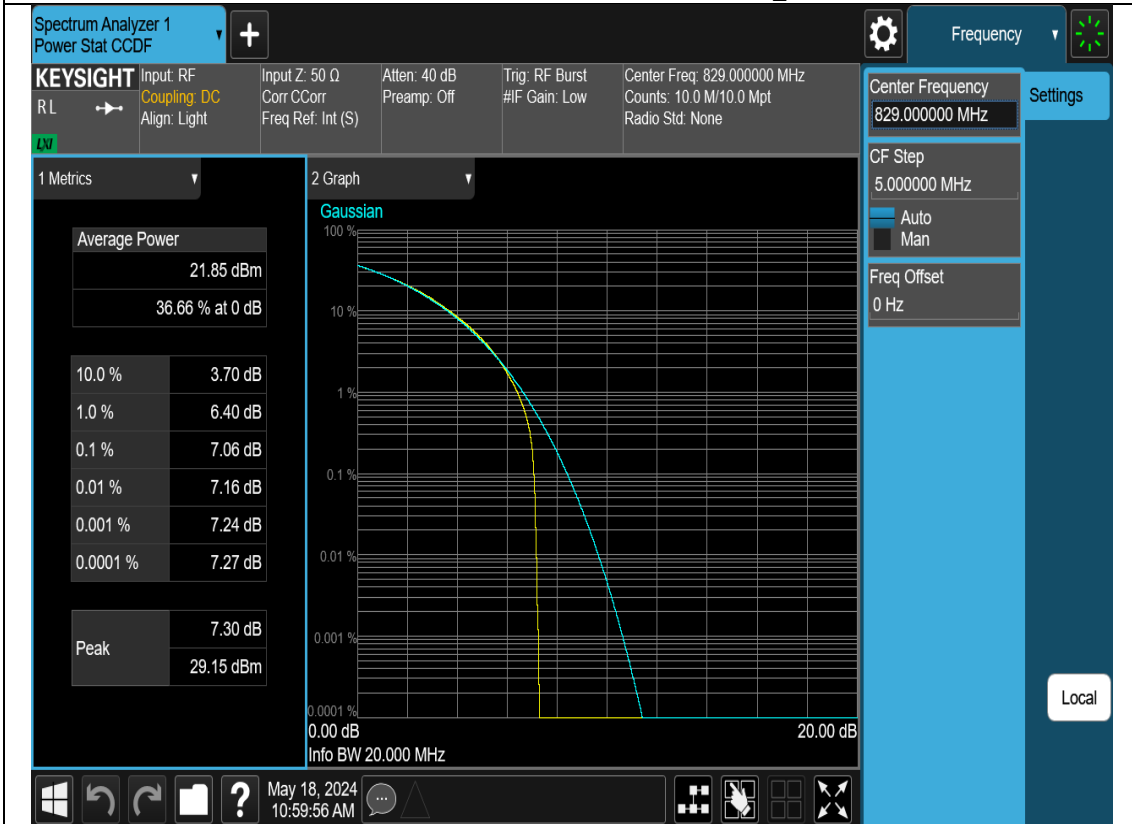 Spectrum Analyzer 1
Power Stat CCDF
Frequency
KEYSIGHT
RL
LXI
Input: RF
Coupling: DC
Align: Light
Input Z: 50 Ω
Corr CCorr
Freq Ref: Int (S)
Atten: 40 dB
Preamp: Off
Trig: RF Burst
#IF Gain: Low
Center Freq: 829.000000 MHz
Counts: 10.0 M/10.0 Mpt
Radio Std: None
Center Frequency
829.000000 MHz
Settings
CF Step
5.000000 MHz
Auto
Man
Freq Offset
0 Hz
Local
1 Metrics
Average Power
21.85 dBm
36.66 % at 0 dB
10.0 % 3.70 dB
1.0 % 6.40 dB
0.1 % 7.06 dB
0.01 % 7.16 dB
0.001 % 7.24 dB
0.0001 % 7.27 dB
Peak
7.30 dB
29.15 dBm
2 Graph
Gaussian
100 %
10 %
1 %
0.1 %
0.01 %
0.001 %
0.0001 %
0.00 dB 20.00 dB
Info BW 20.000 MHz
?
May 18, 2024
10:59:56 AM